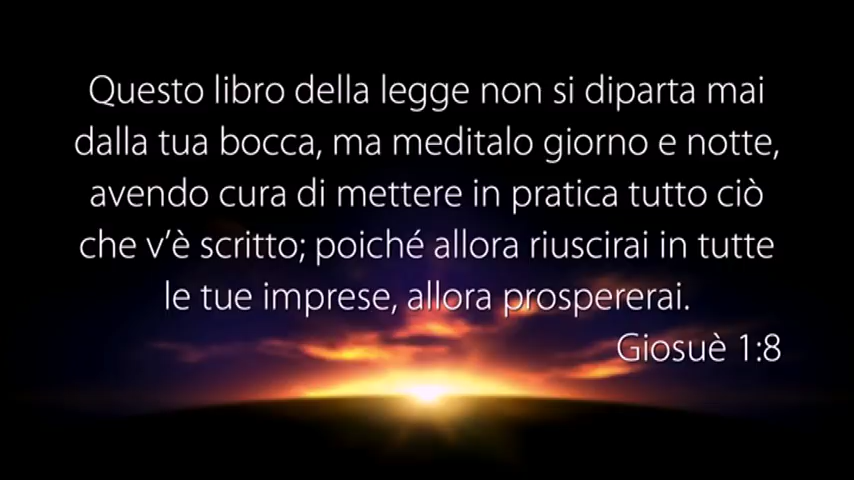 Questo libro della legge non si diparta mai
dalla tua bocca, ma meditalo giorno e notte,
avendo cura di mettere in pratica tutto ciò
che v’è scritto; poiché allora riuscirai in tutte
le tue imprese, allora prospererai.
Giosuè 1:8